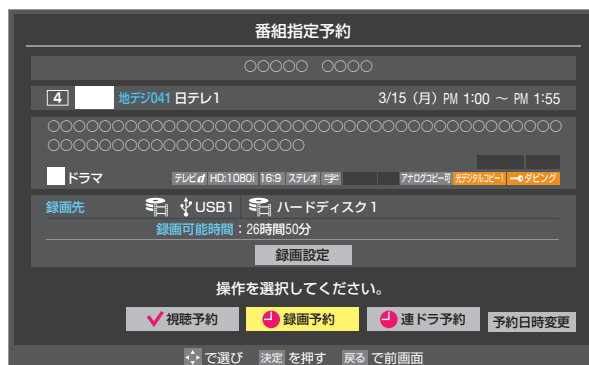 番組指定予約
○○○○○ ○○○○
4 地デジ041 日テレ1 3/15（月）PM 1:00 ～ PM 1:55
○○○○○○○○○○○○○○○○○○○○○○○○○○○○○○○○○○○○○○○○
○○○○○○○○○○○○○○○○○○○○
ドラマ テレビd HD:1080i 16:9 ステレオ 字 アナログコピー可 光デジタルコピー1 ダビング
録画先 USB1 ハードディスク1
録画可能時間：26時間50分
録画設定
操作を選択してください。
視聴予約 録画予約 連ドラ予約 予約日時変更
で選び 決定 を押す 戻る で前画面